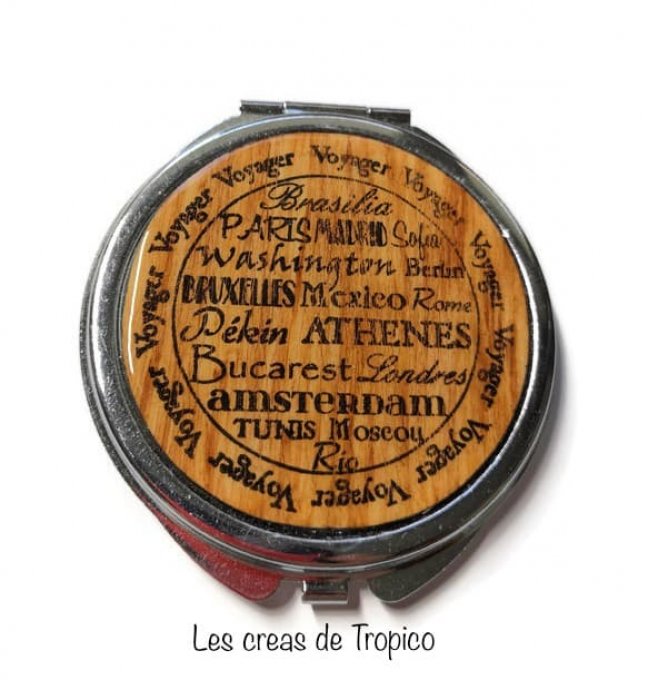 Voyager Voyager Voyager Voyager Voyager Voyager Voyager Voyager Voyager Voyager Voyager Voyager
Brasilia
PARIS MADRID Sofia
Washington Berlin
BRUXELLES Mexico Rome
Pékin ATHENES
Bucarest Londres
amsterdam
TUNIS Moscou
Rio
Les creas de Tropico